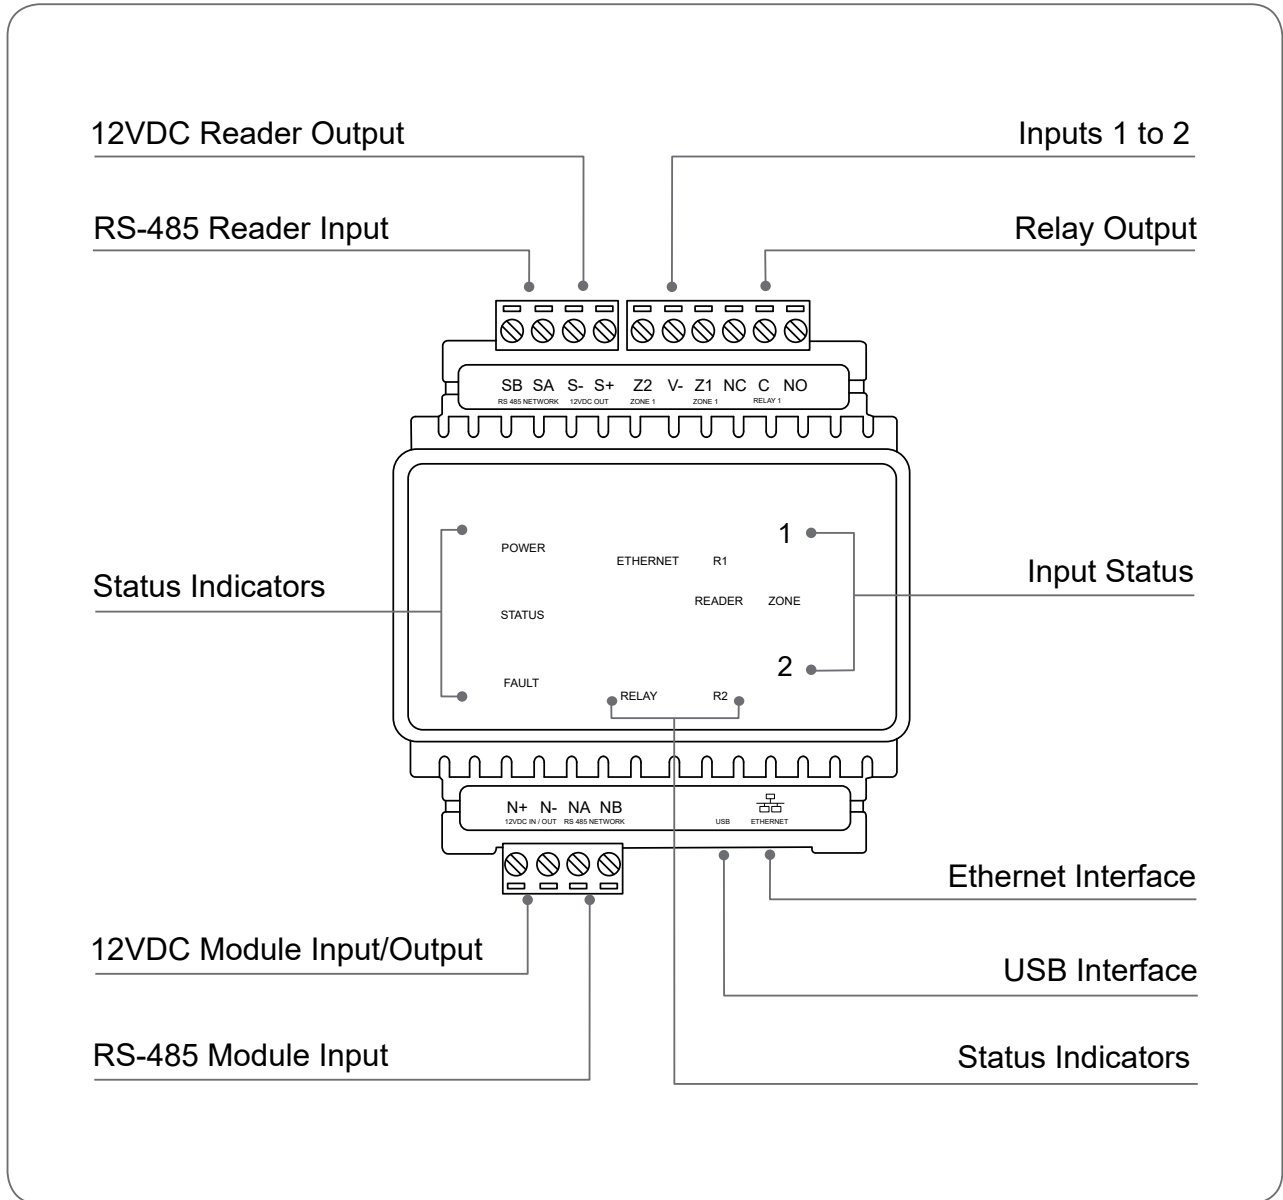 12VDC Reader Output
Inputs 1 to 2
RS-485 Reader Input
Relay Output
SB SA S- S+ Z2 V- Z1 NC C NO
RS 485 NETWORK 12VDC OUT ZONE 1 ZONE 1 RELAY 1
POWER
1
ETHERNET R1
Status Indicators
Input Status
READER ZONE
STATUS
2
FAULT
RELAY R2
N+ N- NA NB
12VDC IN / OUT RS 485 NETWORK USB ETHERNET
Ethernet Interface
12VDC Module Input/Output
USB Interface
RS-485 Module Input
Status Indicators